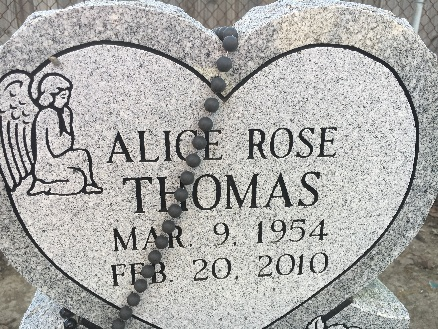 ALICE ROSE
THOMAS
MAR. 9, 1954
FEB. 20, 2010